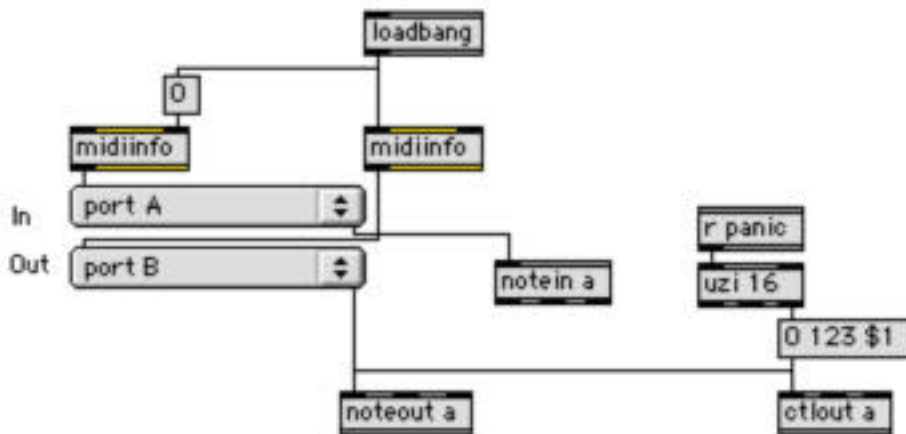 loadbang
0
midiinfo
midiinfo
In
port A
r panic
Out
port B
notein a
uzi 16
0 123 $1
noteout a
ctlout a